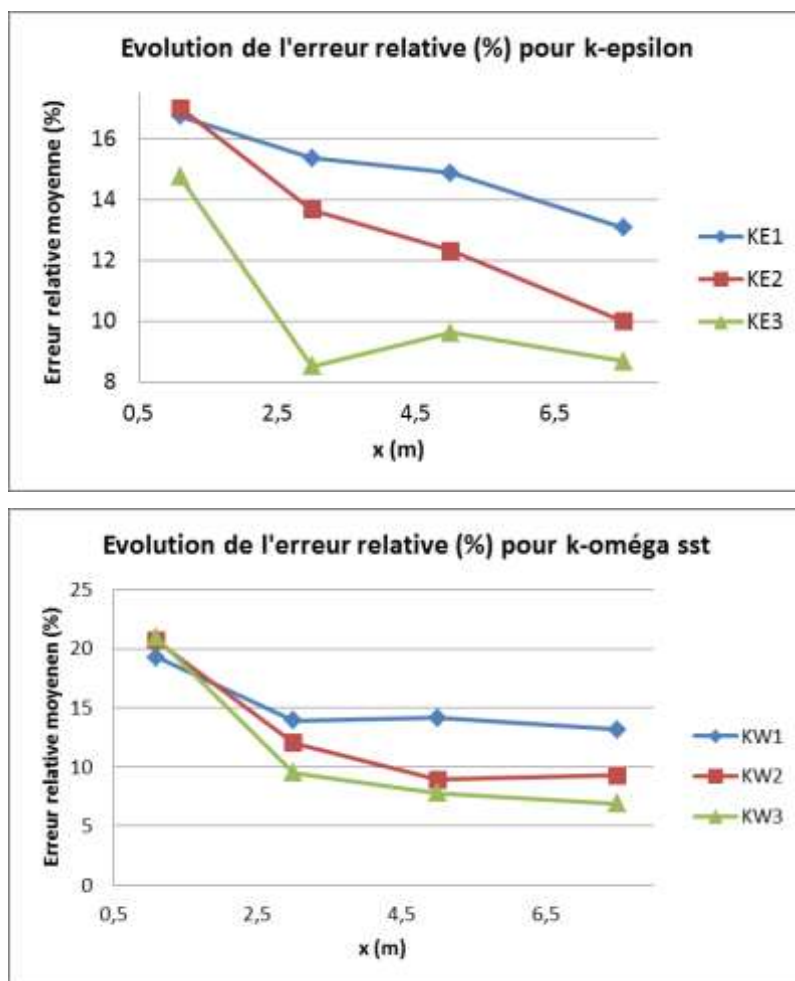 Evolution de l'erreur relative (%) pour k-epsilon
Erreur relative moyenne (%)
16
14
12
10
8
0,5 2,5 4,5 6,5
x (m)
KE1
KE2
KE3
Evolution de l'erreur relative (%) pour k-oméga sst
Erreur relative moyenen (%)
25
20
15
10
5
0
0,5 2,5 4,5 6,5
x (m)
KW1
KW2
KW3